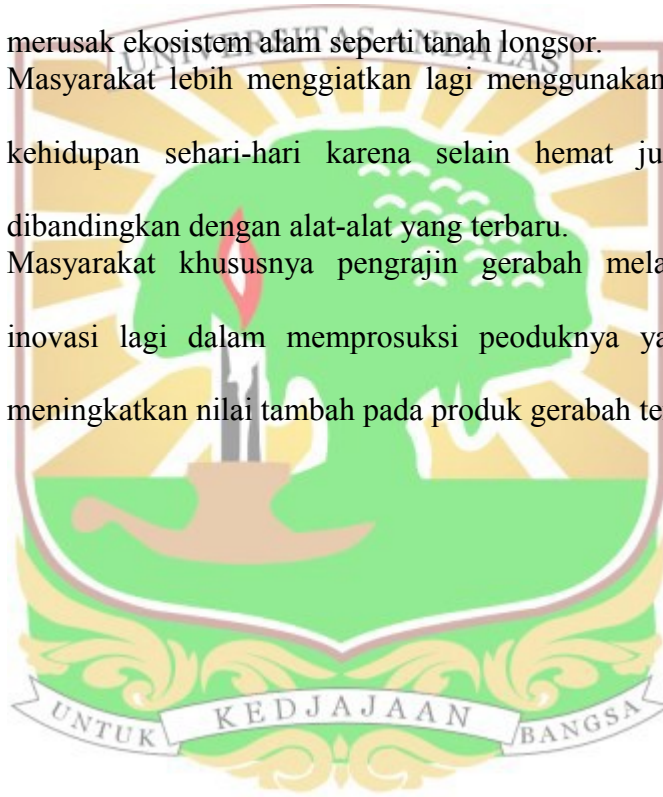 UNIVERSITAS ANDALAS
merusak ekosistem alam seperti tanah longsor.
Masyarakat lebih menggiatkan lagi menggunakan
kehidupan sehari-hari karena selain hemat ju
dibandingkan dengan alat-alat yang terbaru.
Masyarakat khususnya pengrajin gerabah mela
inovasi lagi dalam memprosuksi peoduknya ya
meningkatkan nilai tambah pada produk gerabah te
UNTUK KEDJAJAAN BANGSA